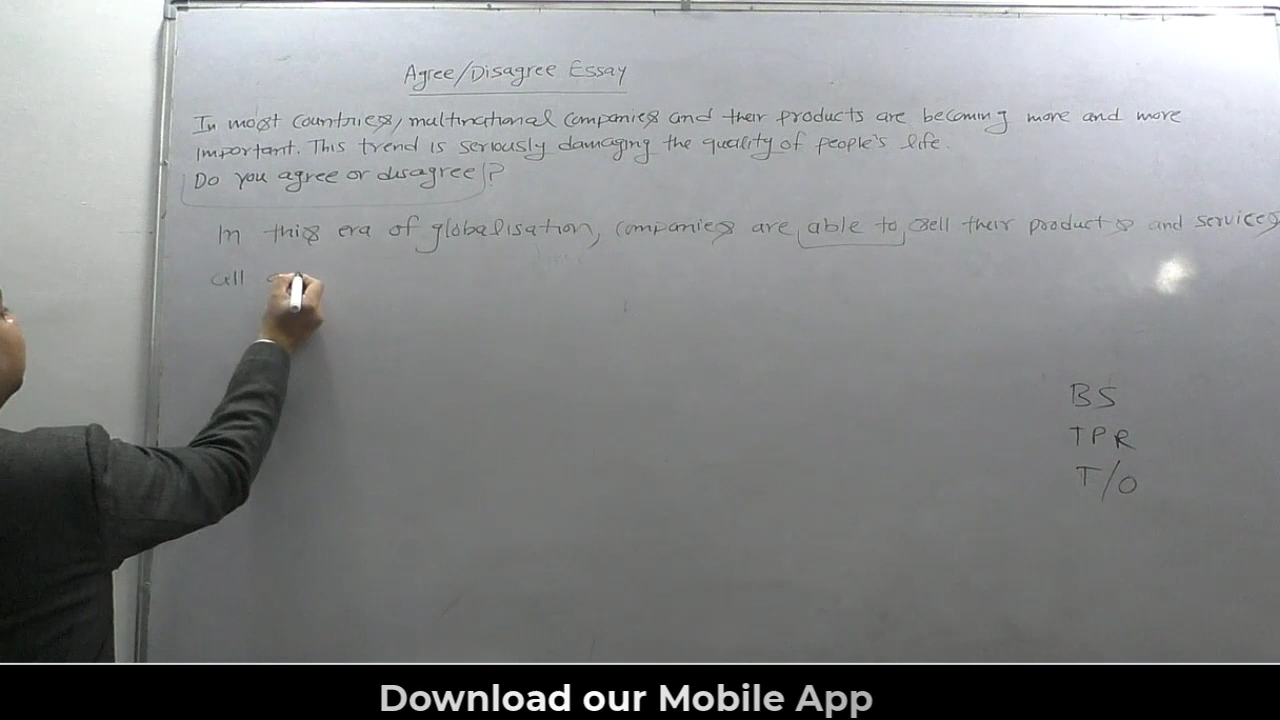 Agree/Disagree Essay
In most countries, multinational companies and their products are becoming more and more
important. This trend is seriously damaging the quality of people's life.
Do you agree or disagree?
In this era of globalisation, companies are able to sell their products and services
all
BS
TPR
T/O
Download our Mobile App